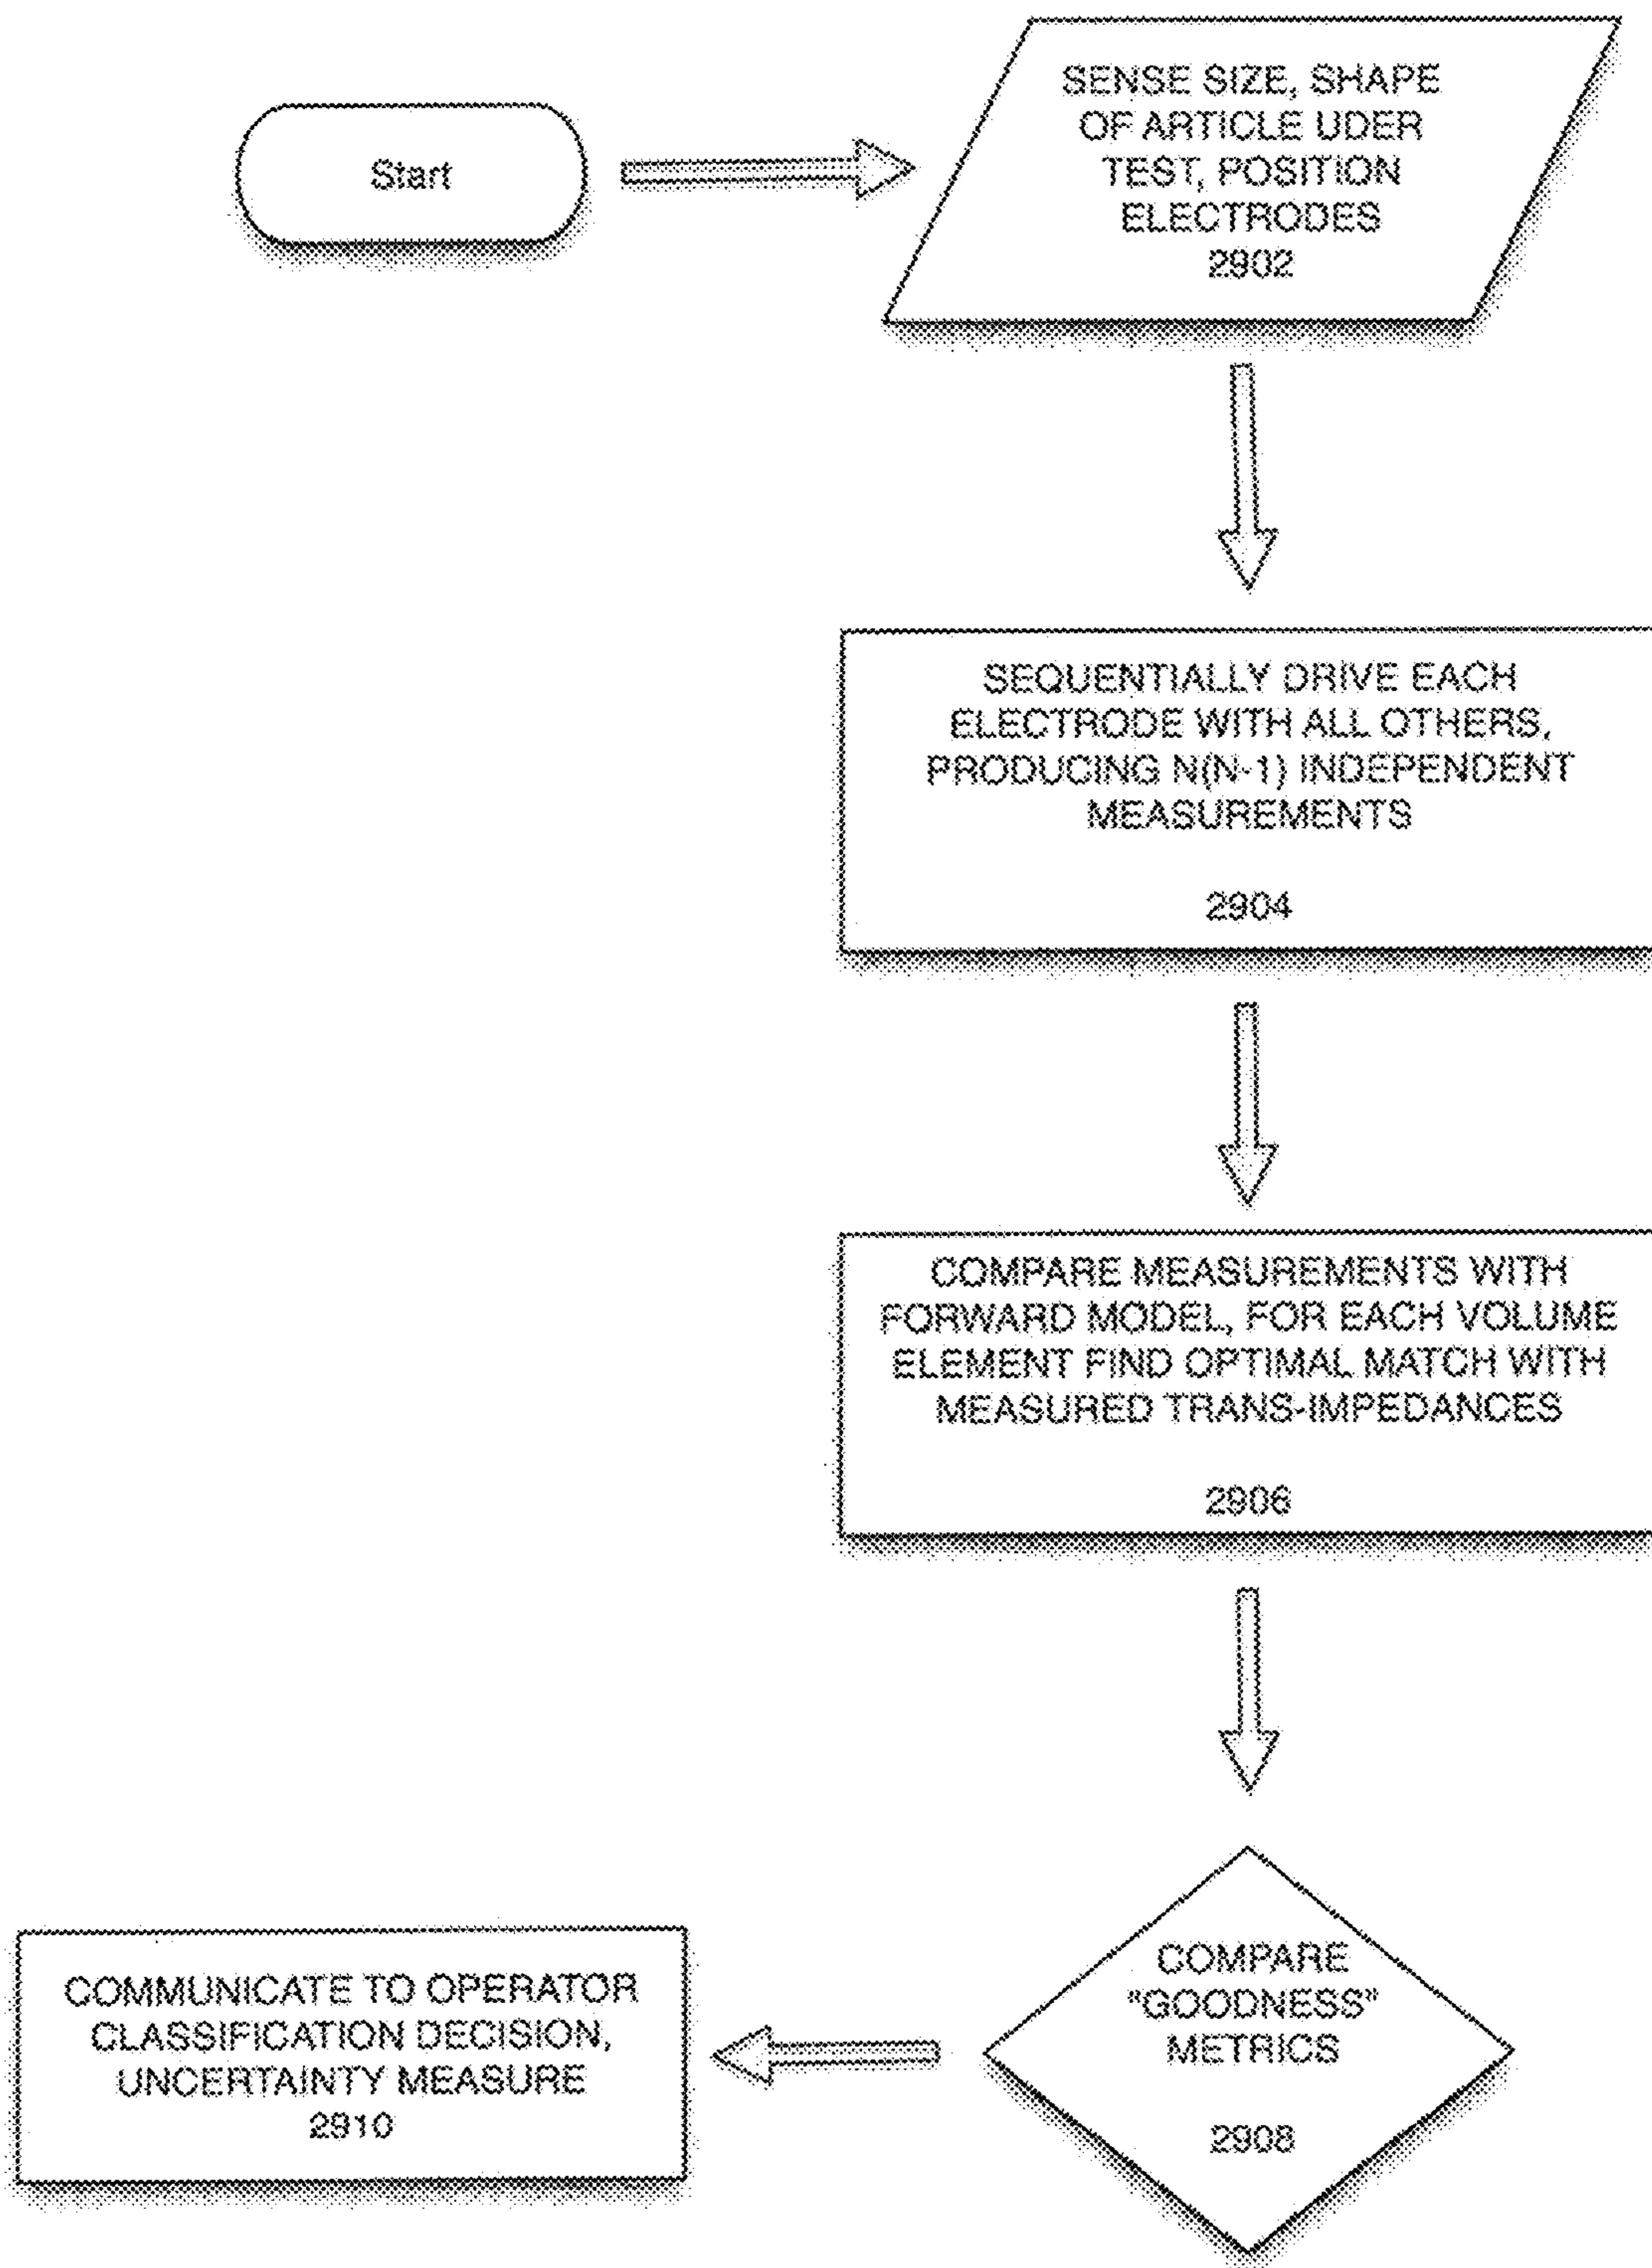 Start
SENSE SIZE, SHAPE
OF ARTICLE UDER
TEST, POSITION
ELECTRODES
2902
SEQUENTIALLY DRIVE EACH
ELECTRODE WITH ALL OTHERS,
PRODUCING N(N-1) INDEPENDENT
MEASUREMENTS
2904
COMPARE MEASUREMENTS WITH
FORWARD MODEL, FOR EACH VOLUME
ELEMENT FIND OPTIMAL MATCH WITH
MEASURED TRANS-IMPEDANCES
2906
COMPARE
"GOODNESS"
METRICS
2908
COMMUNICATE TO OPERATOR
CLASSIFICATION DECISION,
UNCERTAINTY MEASURE
2910